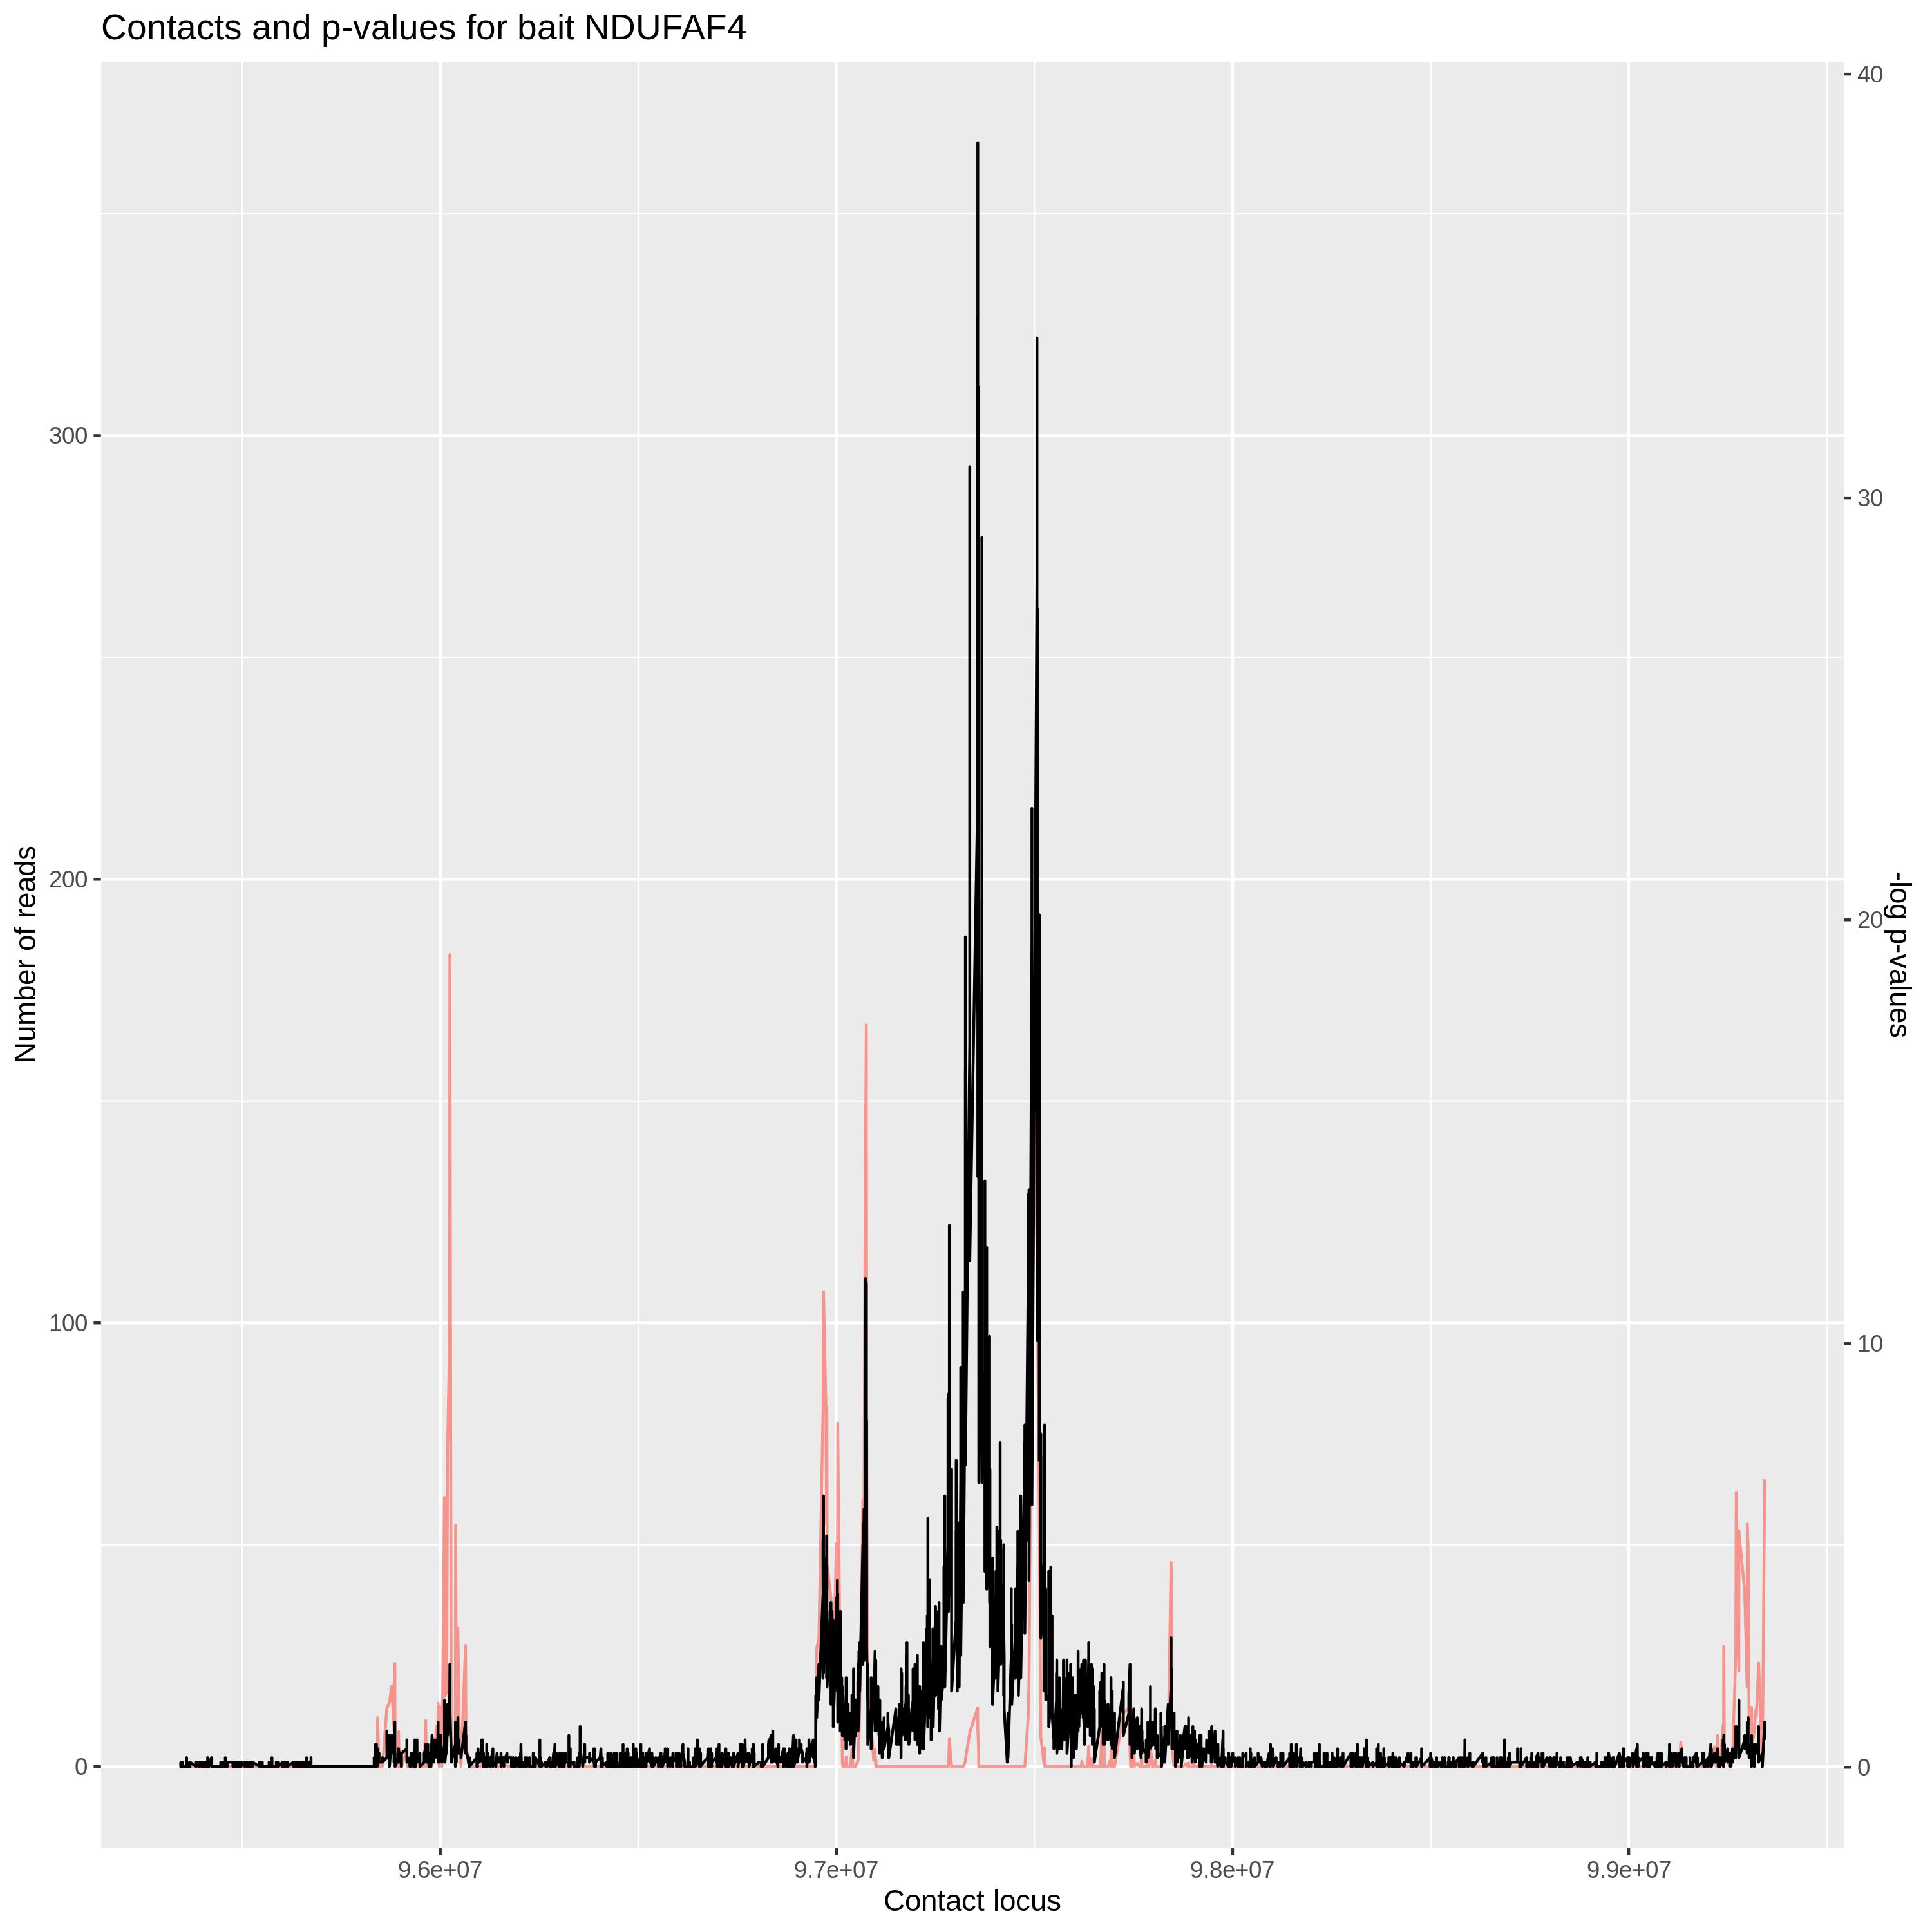 Contacts and p-values for bait NDUFAF4
Number of reads
300
200
100
0
40
30
20
10
0
-log p-values
9.6e+07 9.7e+07 9.8e+07 9.9e+07
Contact locus